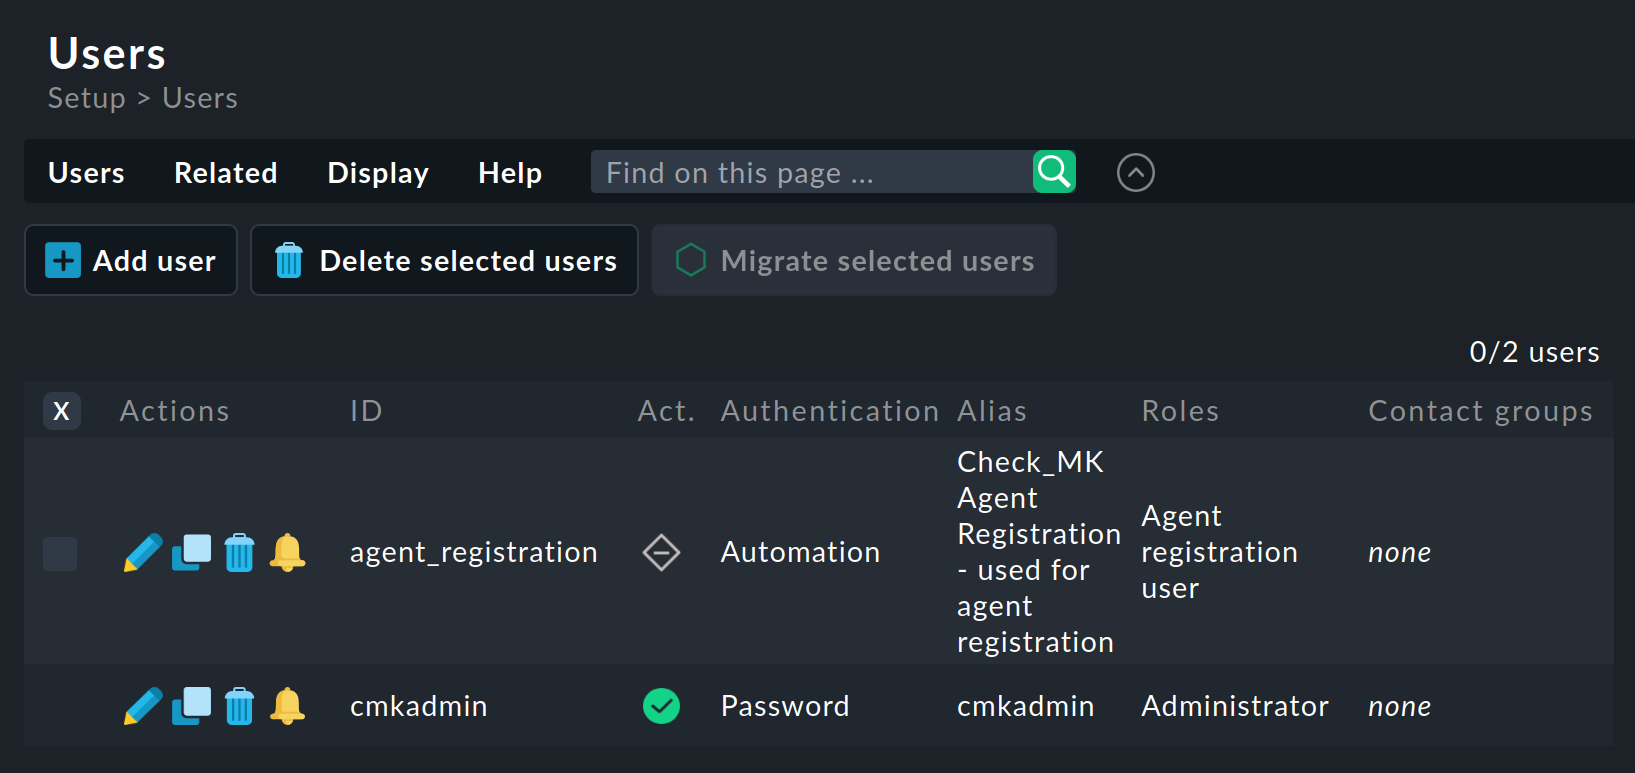 Users
Setup > Users
Users Related Display Help Find on this page ...
Add user Delete selected users Migrate selected users
0/2 users
X Actions ID Act. Authentication Alias Roles Contact groups
agent_registration Automation Check_MK
Agent
Registration
- used for
agent
registration
Agent
registration
user
none
cmkadmin Password cmkadmin Administrator none